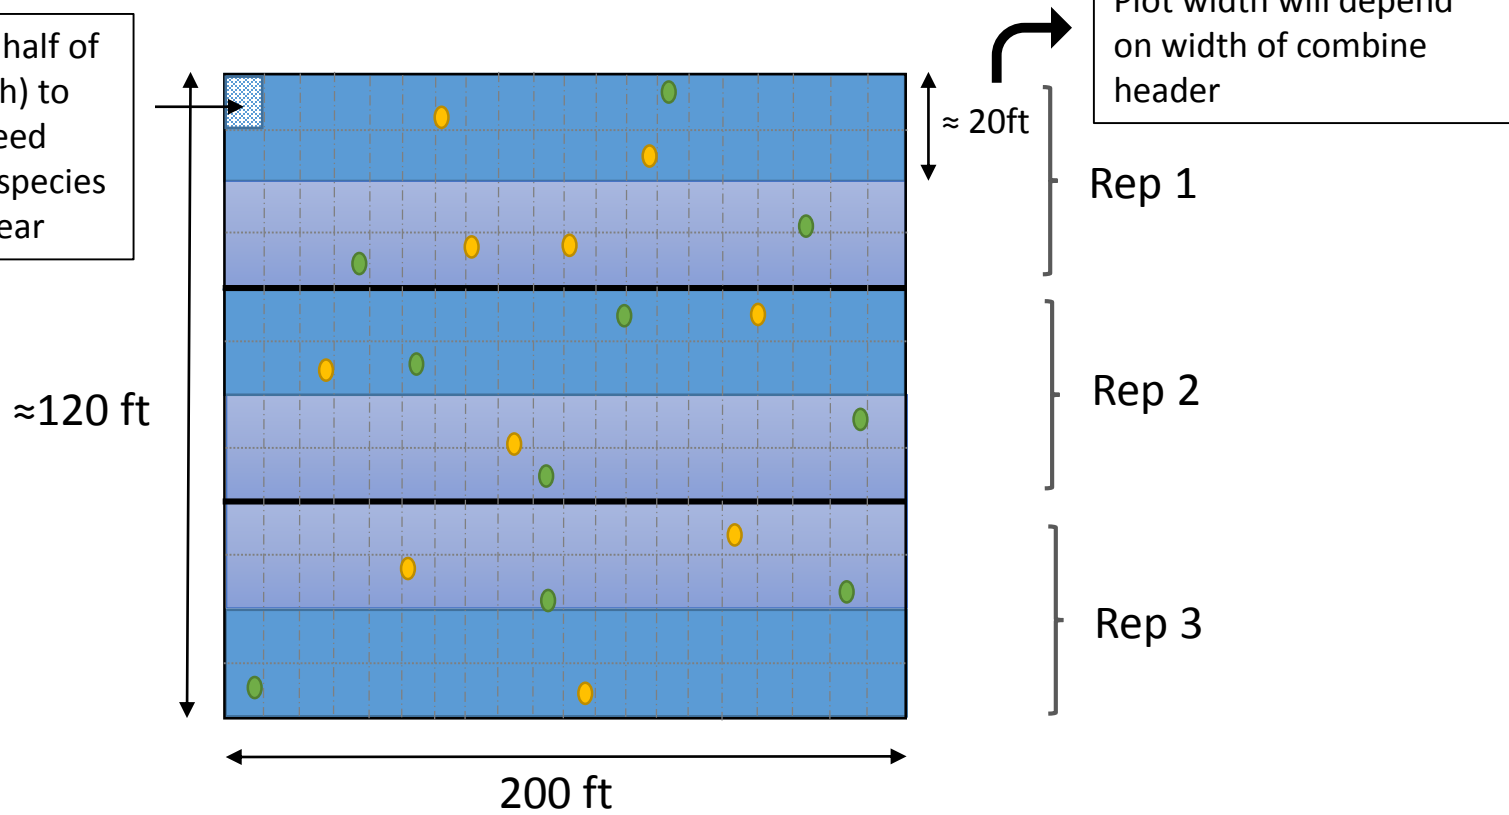 half of
h) to
eed
species
ear
Plot width will depend
on width of combine
header
≈ 20ft
Rep 1
Rep 2
≈120 ft
Rep 3
200 ft